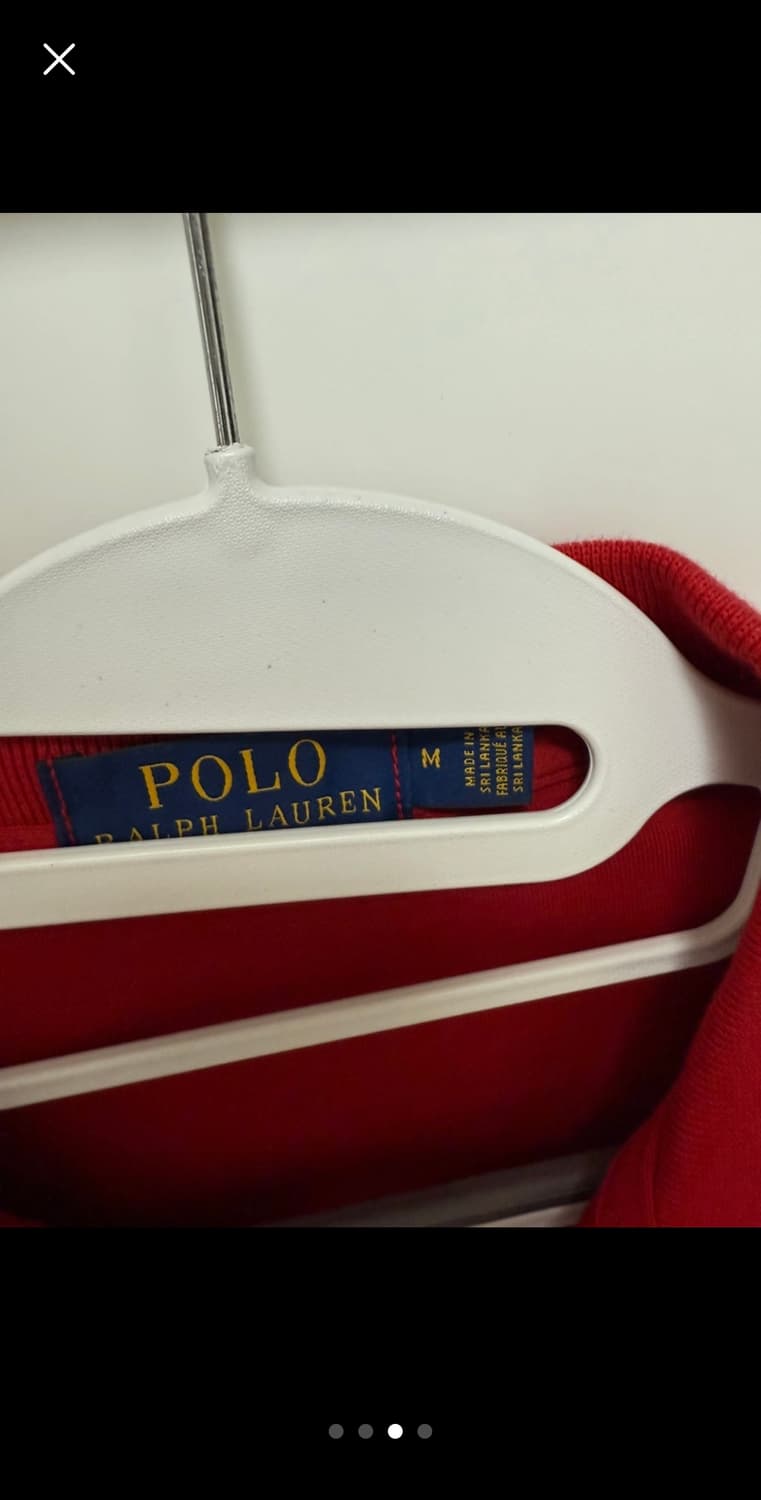 POLO
RALPH LAUREN
M
MADE IN
SRI LANKA
FABRIQUÉ AU
SRI LANKA